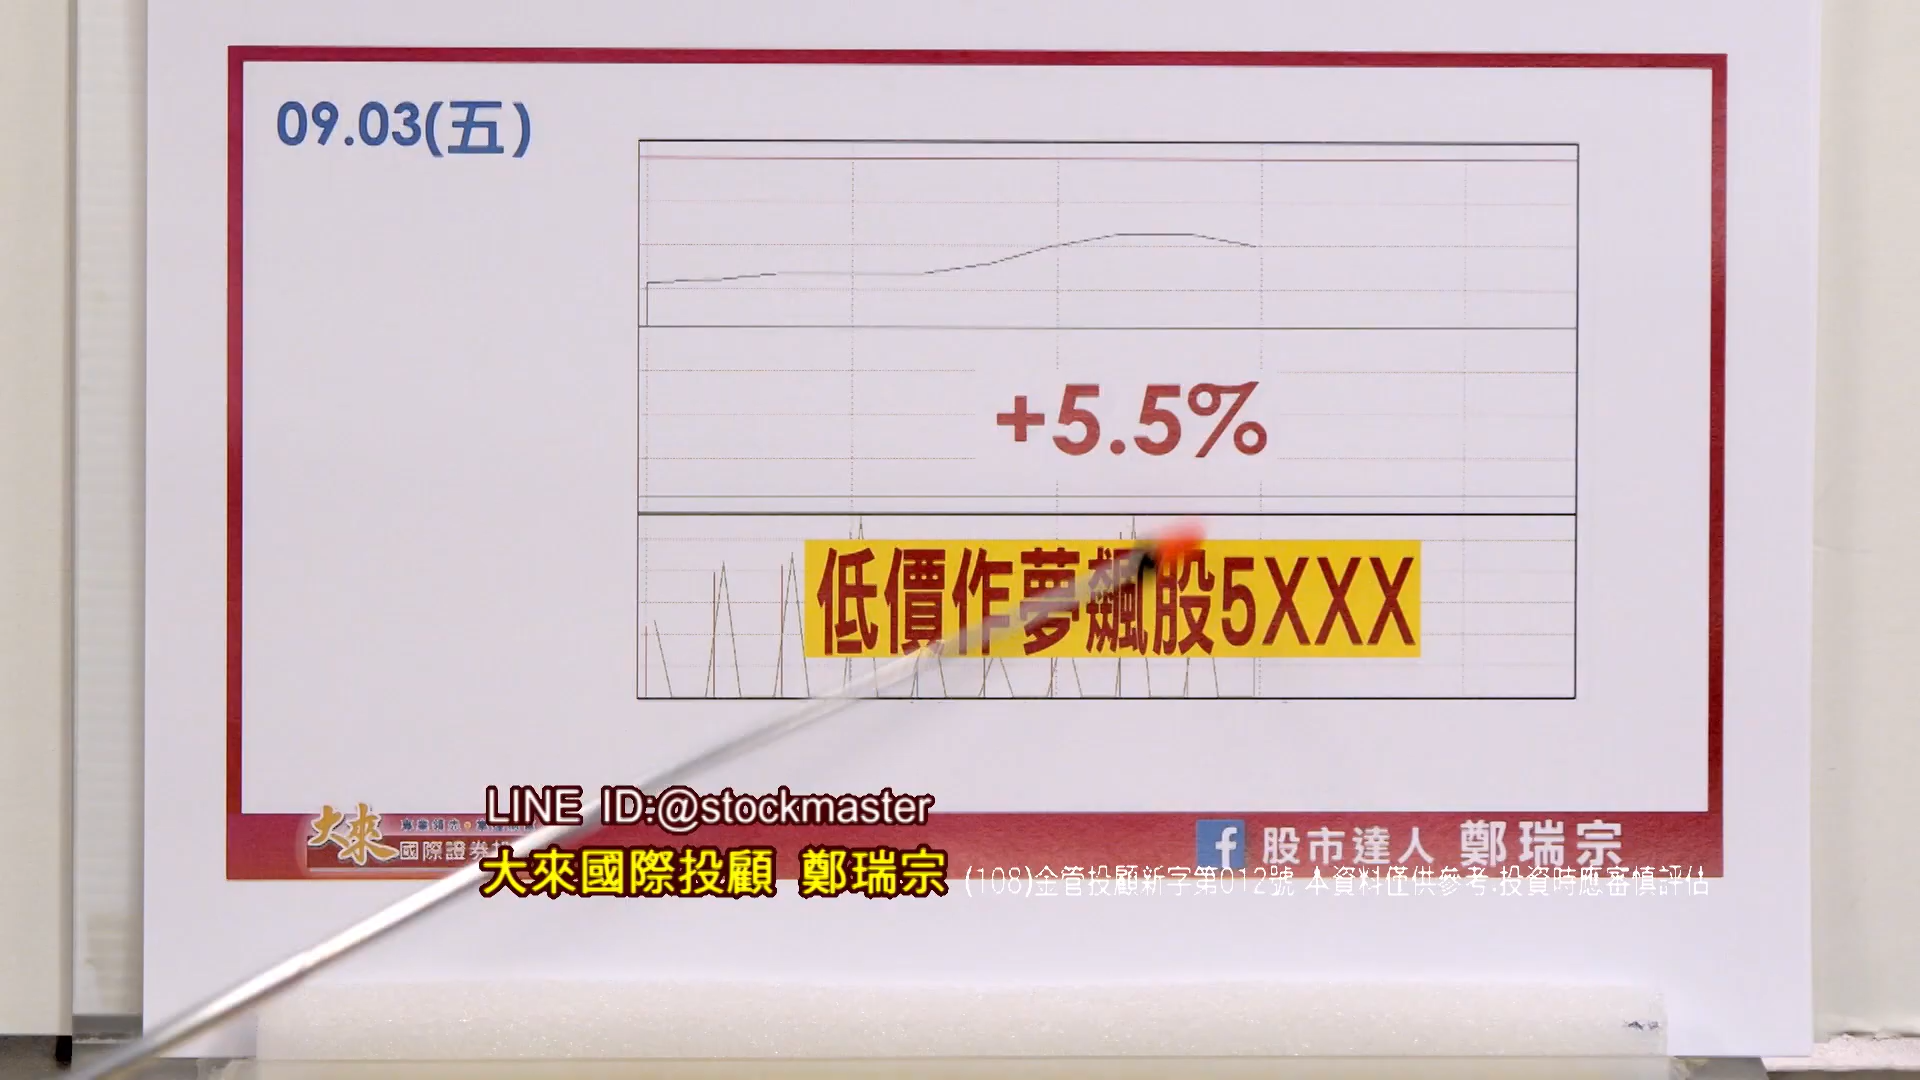 09.03(五)
+5.5%
低價作夢飆股5XXX
LINE ID:@stockmaster
大來
國際證券投
股市達人 鄭瑞宗
大來國際投顧 鄭瑞宗
(108)金管投顧新字第012號 本資料僅供參考.投資時應審慎評估